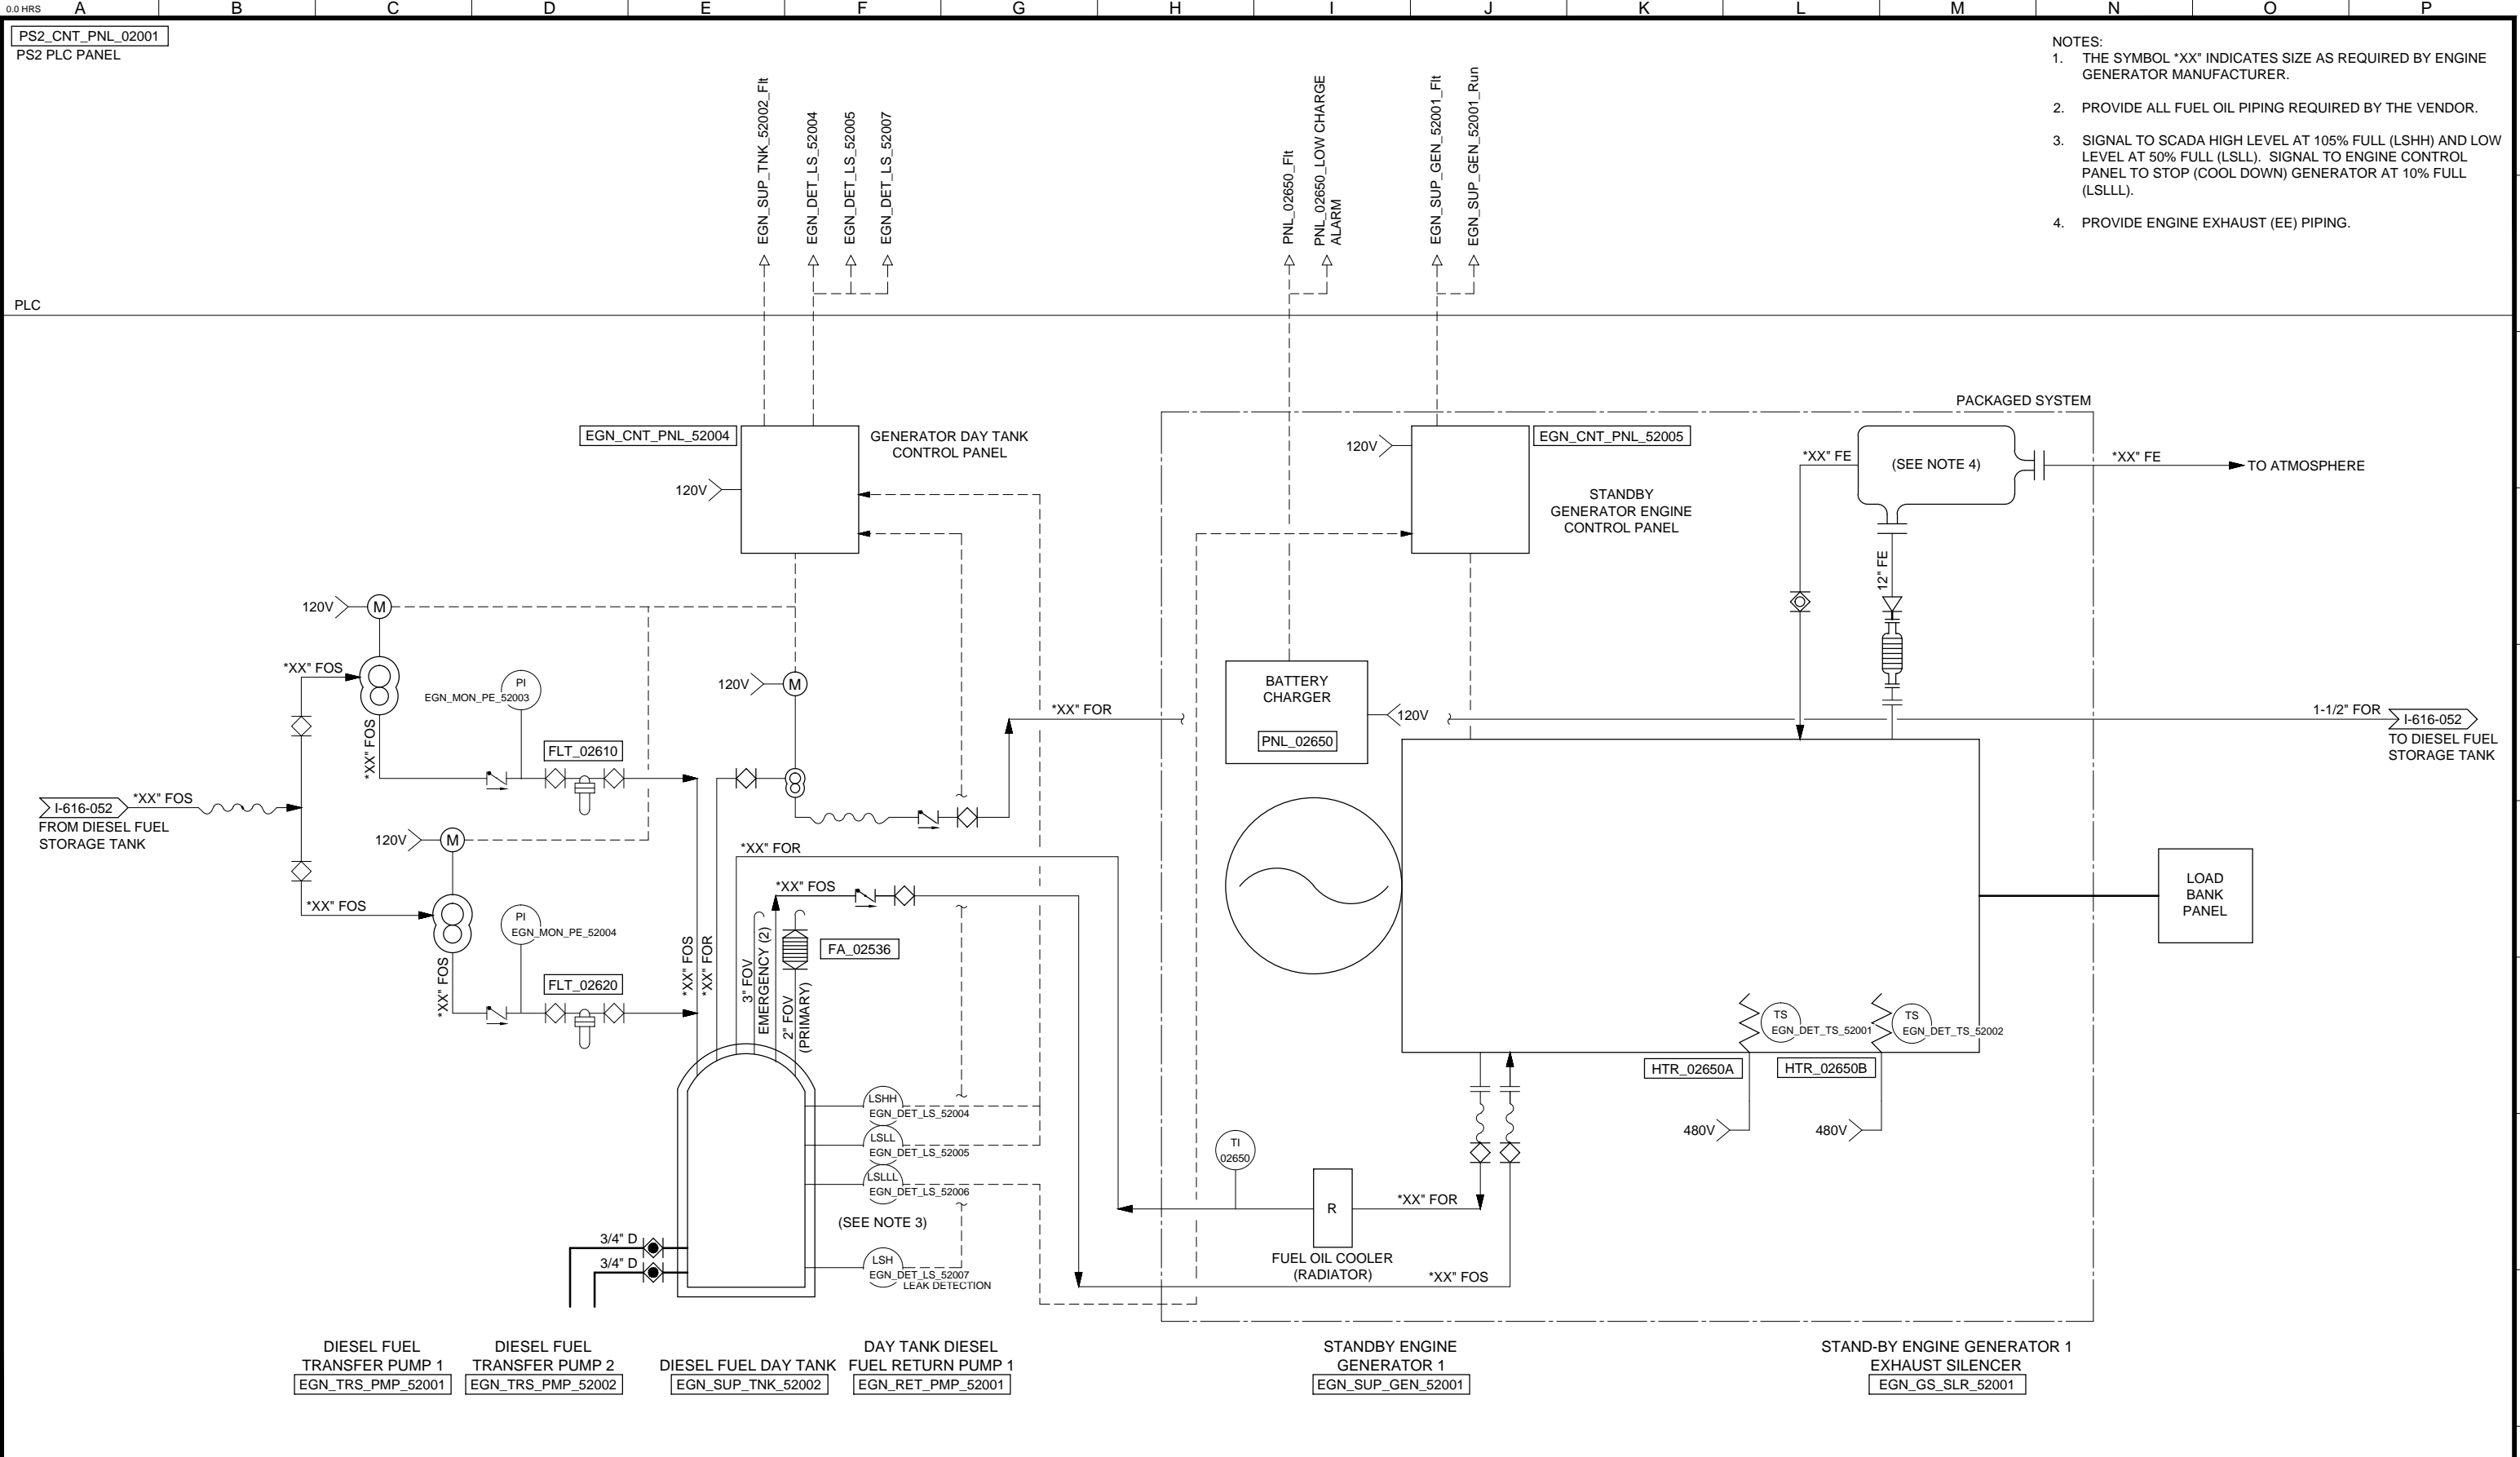 0.0 HRS
A B C D E F G H I J K L M N O P
PS2_CNT_PNL_02001
PS2 PLC PANEL
NOTES:
1. THE SYMBOL *XX" INDICATES SIZE AS REQUIRED BY ENGINE
GENERATOR MANUFACTURER.
2. PROVIDE ALL FUEL OIL PIPING REQUIRED BY THE VENDOR.
3. SIGNAL TO SCADA HIGH LEVEL AT 105% FULL (LSHH) AND LOW
LEVEL AT 50% FULL (LSLL). SIGNAL TO ENGINE CONTROL
PANEL TO STOP (COOL DOWN) GENERATOR AT 10% FULL
(LSLLL).
4. PROVIDE ENGINE EXHAUST (EE) PIPING.
EGN_SUP_TNK_52002_Flt
EGN_DET_LS_52004
EGN_DET_LS_52005
EGN_DET_LS_52007
PNL_02650_Flt
PNL_02650_LOW CHARGE
ALARM
EGN_SUP_GEN_52001_Flt
EGN_SUP_GEN_52001_Run
PLC
PACKAGED SYSTEM
EGN_CNT_PNL_52004
GENERATOR DAY TANK
CONTROL PANEL
120V
120V
EGN_CNT_PNL_52005
STANDBY
GENERATOR ENGINE
CONTROL PANEL
*XX" FE
(SEE NOTE 4)
*XX" FE
TO ATMOSPHERE
12" FE
120V
M
*XX" FOS
*XX" FOS
PI
EGN_MON_PE_52003
FLT_02610
120V
M
*XX" FOR
BATTERY
CHARGER
PNL_02650
120V
1-1/2" FOR
I-616-052
TO DIESEL FUEL
STORAGE TANK
I-616-052
*XX" FOS
FROM DIESEL FUEL
STORAGE TANK
120V
M
*XX" FOS
*XX" FOS
PI
EGN_MON_PE_52004
FLT_02620
*XX" FOR
*XX" FOS
*XX" FOS
*XX" FOR
3" FOV
EMERGENCY (2)
2" FOV
(PRIMARY)
FA_02536
LOAD
BANK
PANEL
TS
EGN_DET_TS_52001
TS
EGN_DET_TS_52002
HTR_02650A
HTR_02650B
480V
480V
LSHH
EGN_DET_LS_52004
LSLL
EGN_DET_LS_52005
LSLLL
EGN_DET_LS_52006
(SEE NOTE 3)
LSH
EGN_DET_LS_52007
LEAK DETECTION
3/4" D
3/4" D
TI
02650
R
*XX" FOR
FUEL OIL COOLER
(RADIATOR)
*XX" FOS
DIESEL FUEL
TRANSFER PUMP 1
EGN_TRS_PMP_52001
DIESEL FUEL
TRANSFER PUMP 2
EGN_TRS_PMP_52002
DIESEL FUEL DAY TANK
EGN_SUP_TNK_52002
DAY TANK DIESEL
FUEL RETURN PUMP 1
EGN_RET_PMP_52001
STANDBY ENGINE
GENERATOR 1
EGN_SUP_GEN_52001
STAND-BY ENGINE GENERATOR 1
EXHAUST SILENCER
EGN_GS_SLR_52001